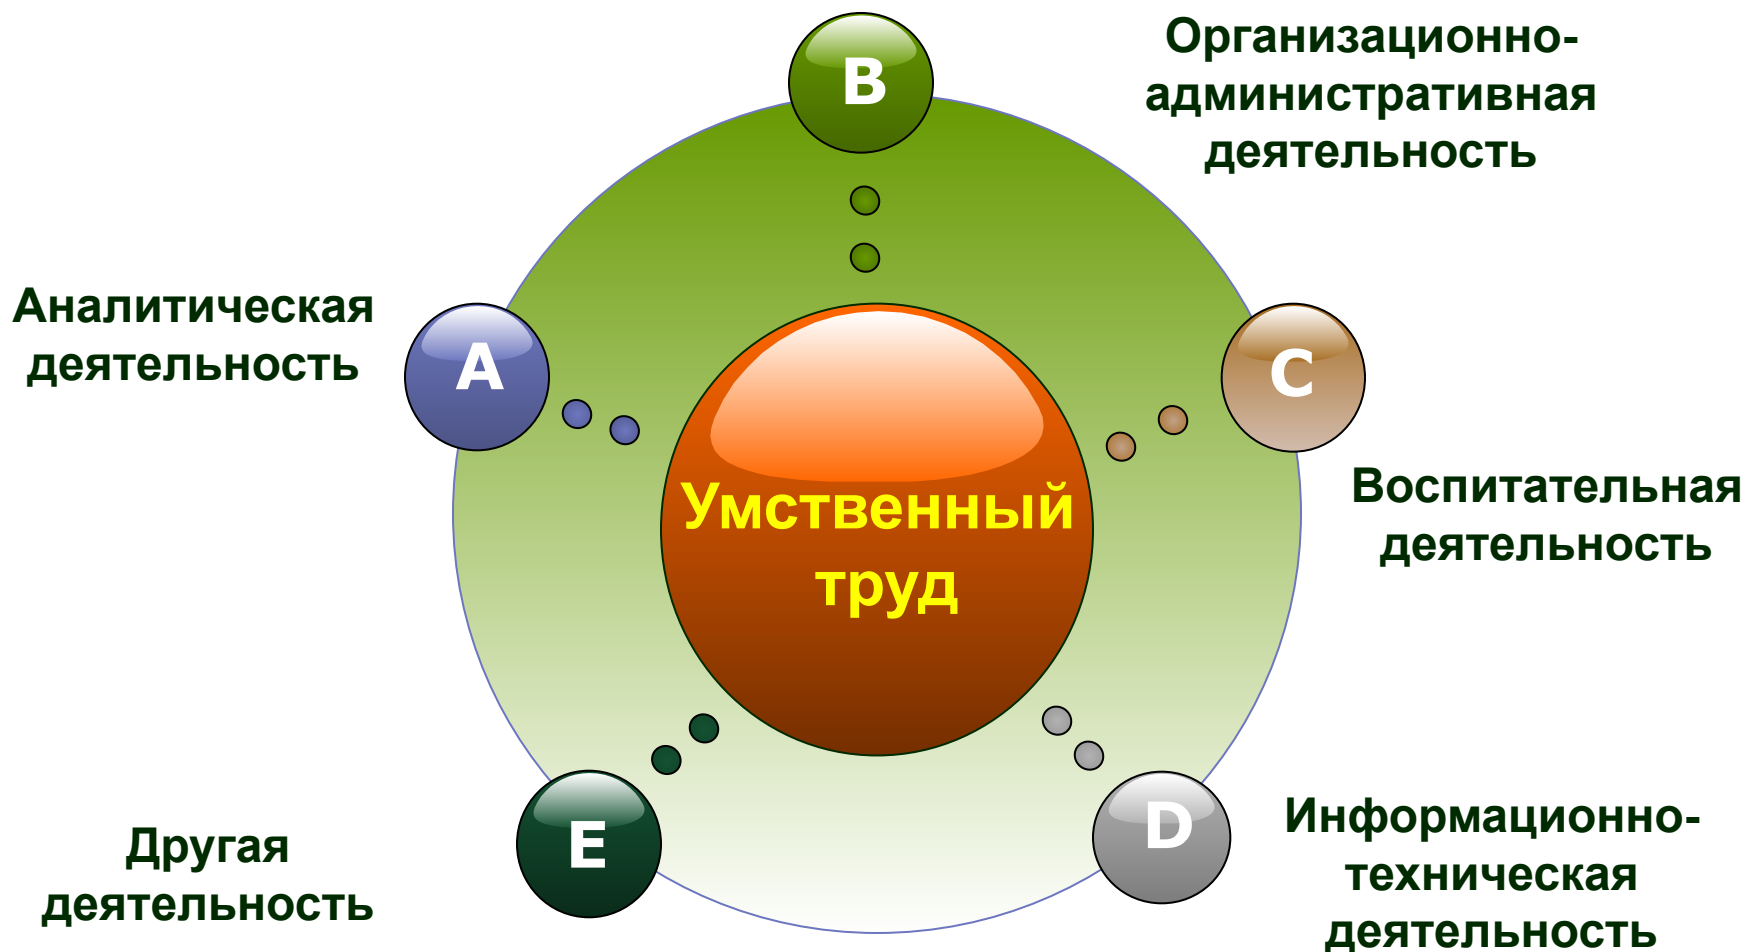 B
Организационно-
административная
деятельность
Аналитическая
деятельность
A
C
Умственный
труд
Воспитательная
деятельность
E
Другая
деятельность
D
Информационно-
техническая
деятельность